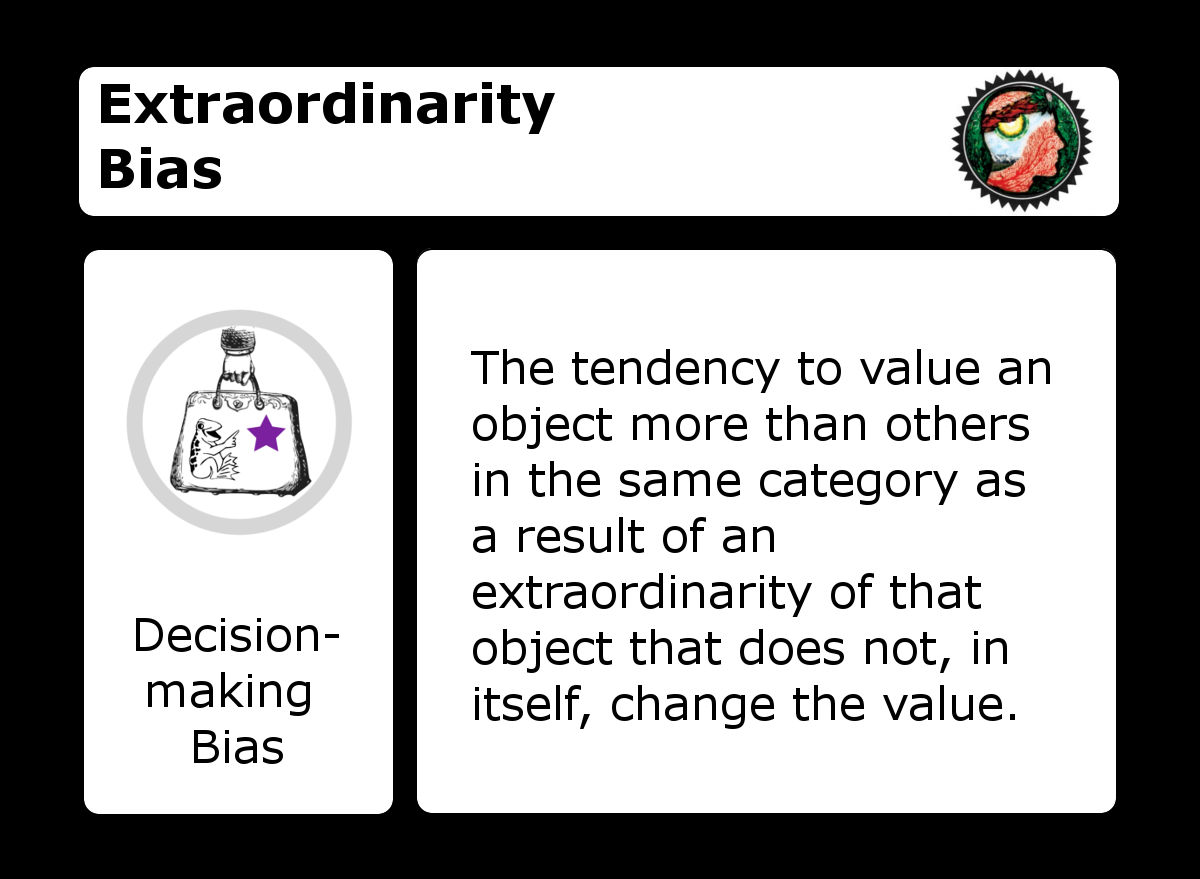 Extraordinarity
Bias
Decision-
making
Bias
The tendency to value an
object more than others
in the same category as
a result of an
extraordinarity of that
object that does not, in
itself, change the value.